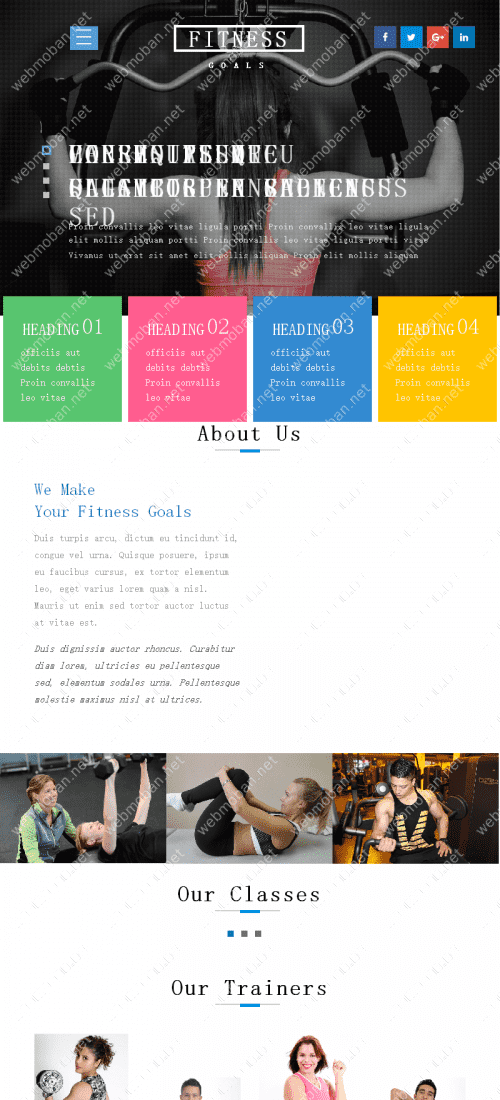 FITNESS
GOALS
Proin convallis leo vitae ligula portti Proin convallis leo vitae ligula
elit mollis aliquam portti Proin convallis leo vitae ligula portti vitae
Vivamus ut erat sit amet elit mollis aliquam Proin elit mollis aliquam
HEADING 01
officiis aut
debits debtis
Proin convallis
leo vitae
HEADING 02
officiis aut
debits debtis
Proin convallis
leo vitae
HEADING 03
officiis aut
debits debtis
Proin convallis
leo vitae
HEADING 04
officiis aut
debits debtis
Proin convallis
leo vitae
About Us
We Make
Your Fitness Goals
Duis turpis arcu, dictum eu tincidunt id,
congue vel urna. Quisque posuere, ipsum
eu faucibus cursus, ex tortor elementum
leo, eget varius lorem quam a nisl.
Mauris ut enim sed tortor auctor luctus
at vitae est.
Duis dignissim auctor rhoncus. Curabitur
diam lorem, ultricies eu pellentesque
sed, elementum sodales urna. Pellentesque
molestie maximus nisl at ultrices.
Our Classes
Our Trainers
webmoban.net